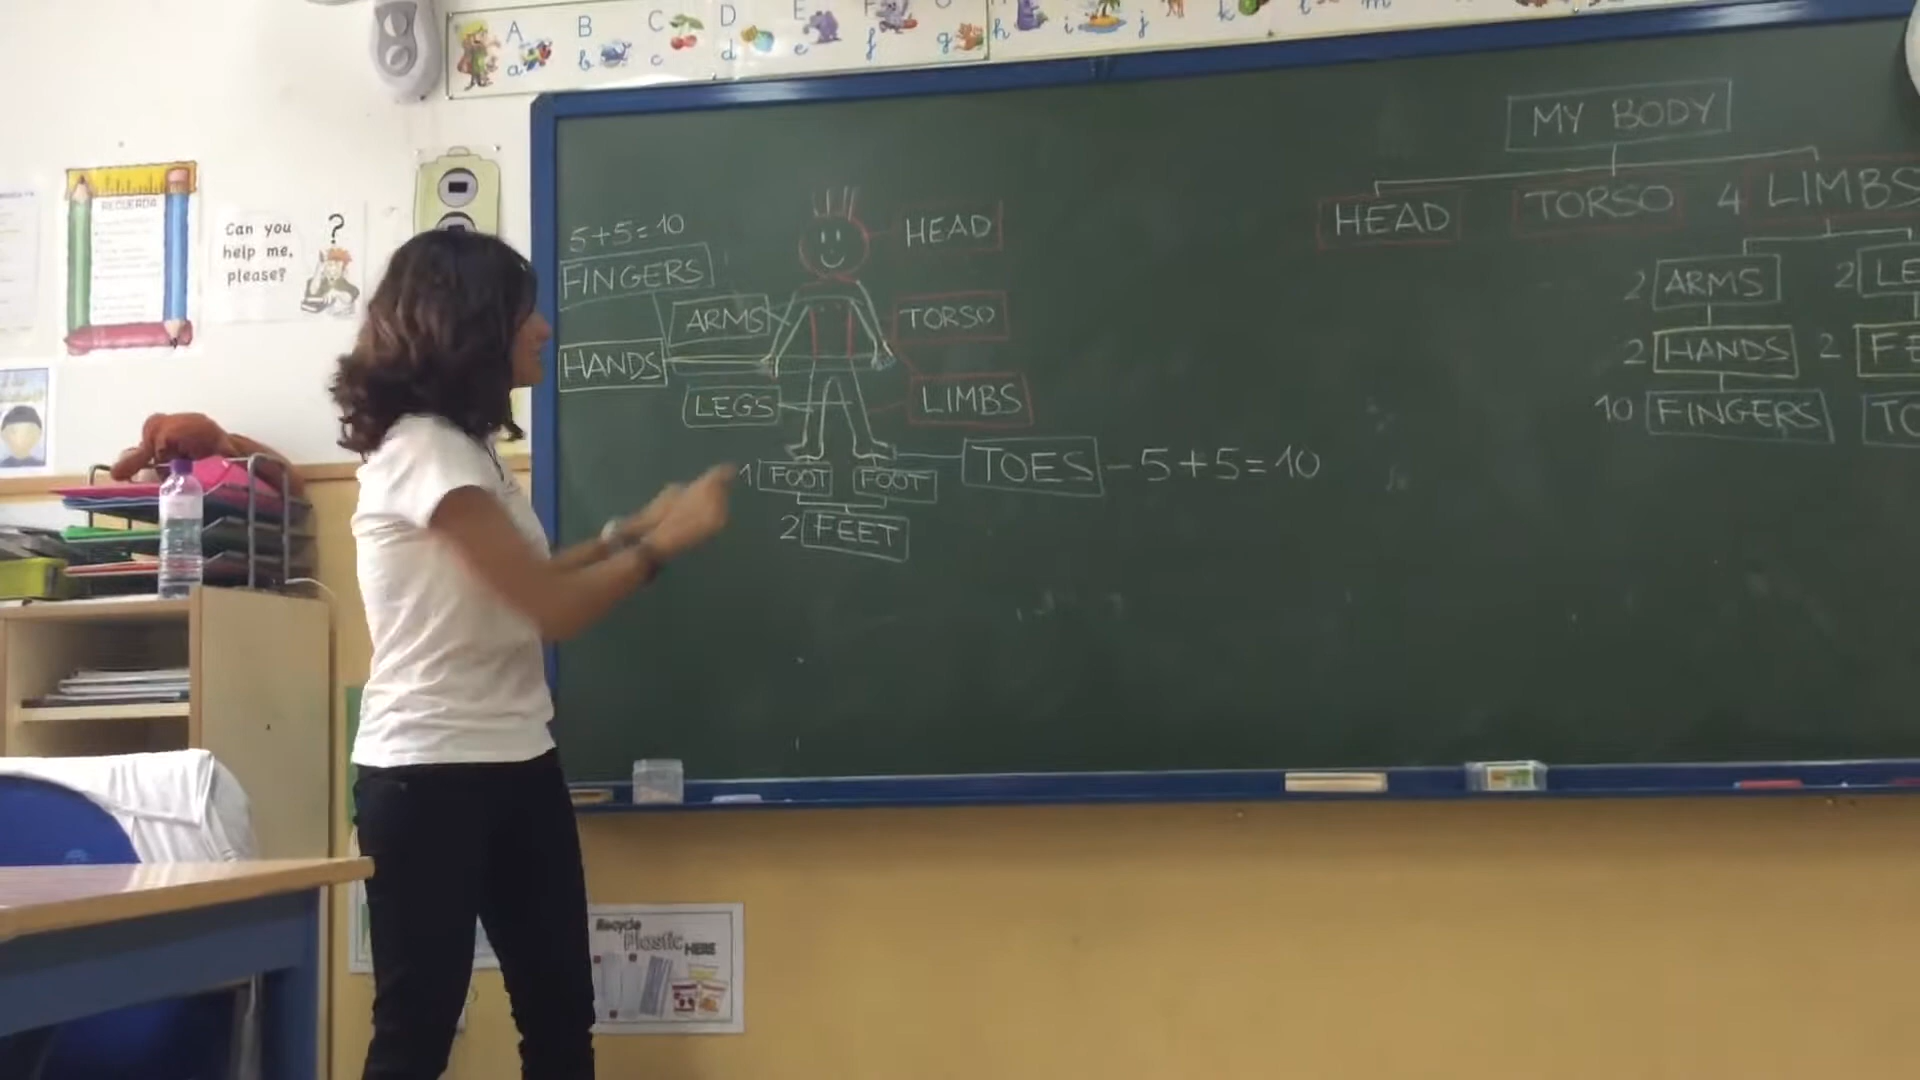 A B C D E
a b c d e f g h i j k l m
RECUERDA
Can you
help me,
please?
5+5=10
FINGERS
ARMS
HANDS
LEGS
HEAD
TORSO
LIMBS
1 FOOT FOOT
2 FEET
TOES - 5+5=10
MY BODY
HEAD TORSO 4 LIMBS
2 ARMS 2 LE
2 HANDS 2 FE
10 FINGERS TO
Recycle
Plastic HERE